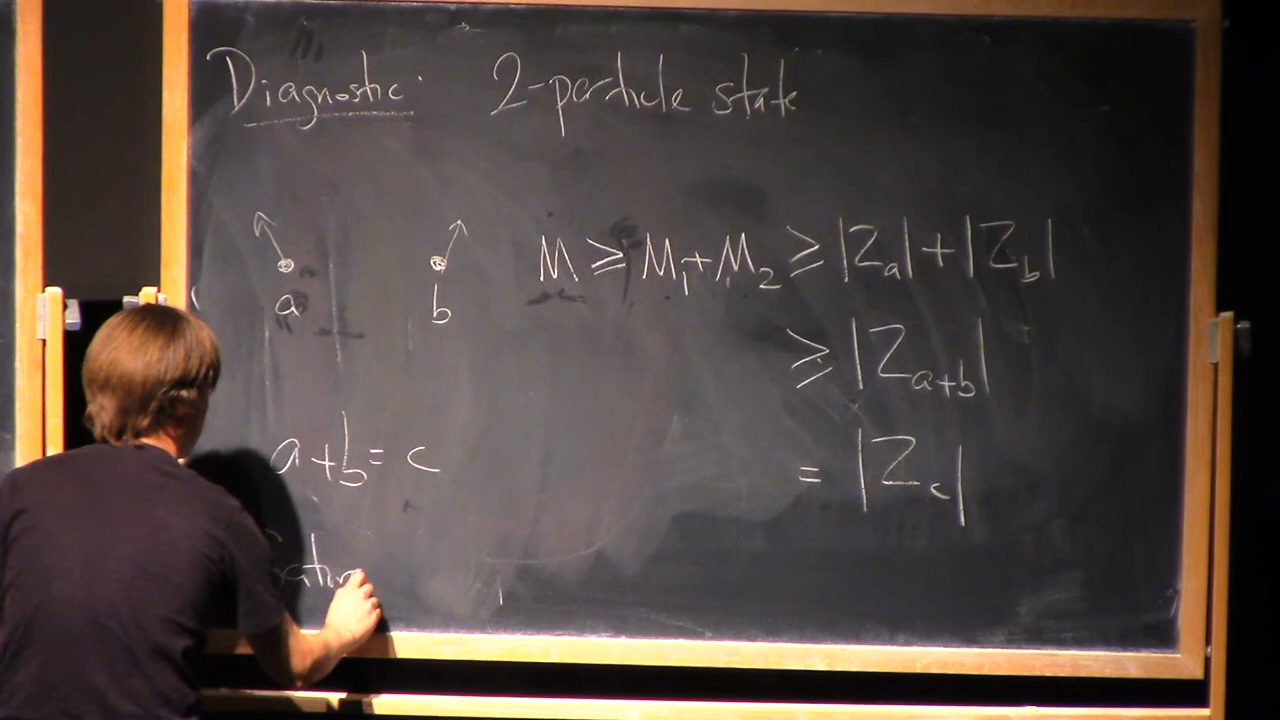 Diagnostic: 2-particle state
M ≥ M₁+M₂ ≥ |Z_a|+|Z_b|
a b
≥ |Z_{a+b}|
a+b=c
= |Z_c|